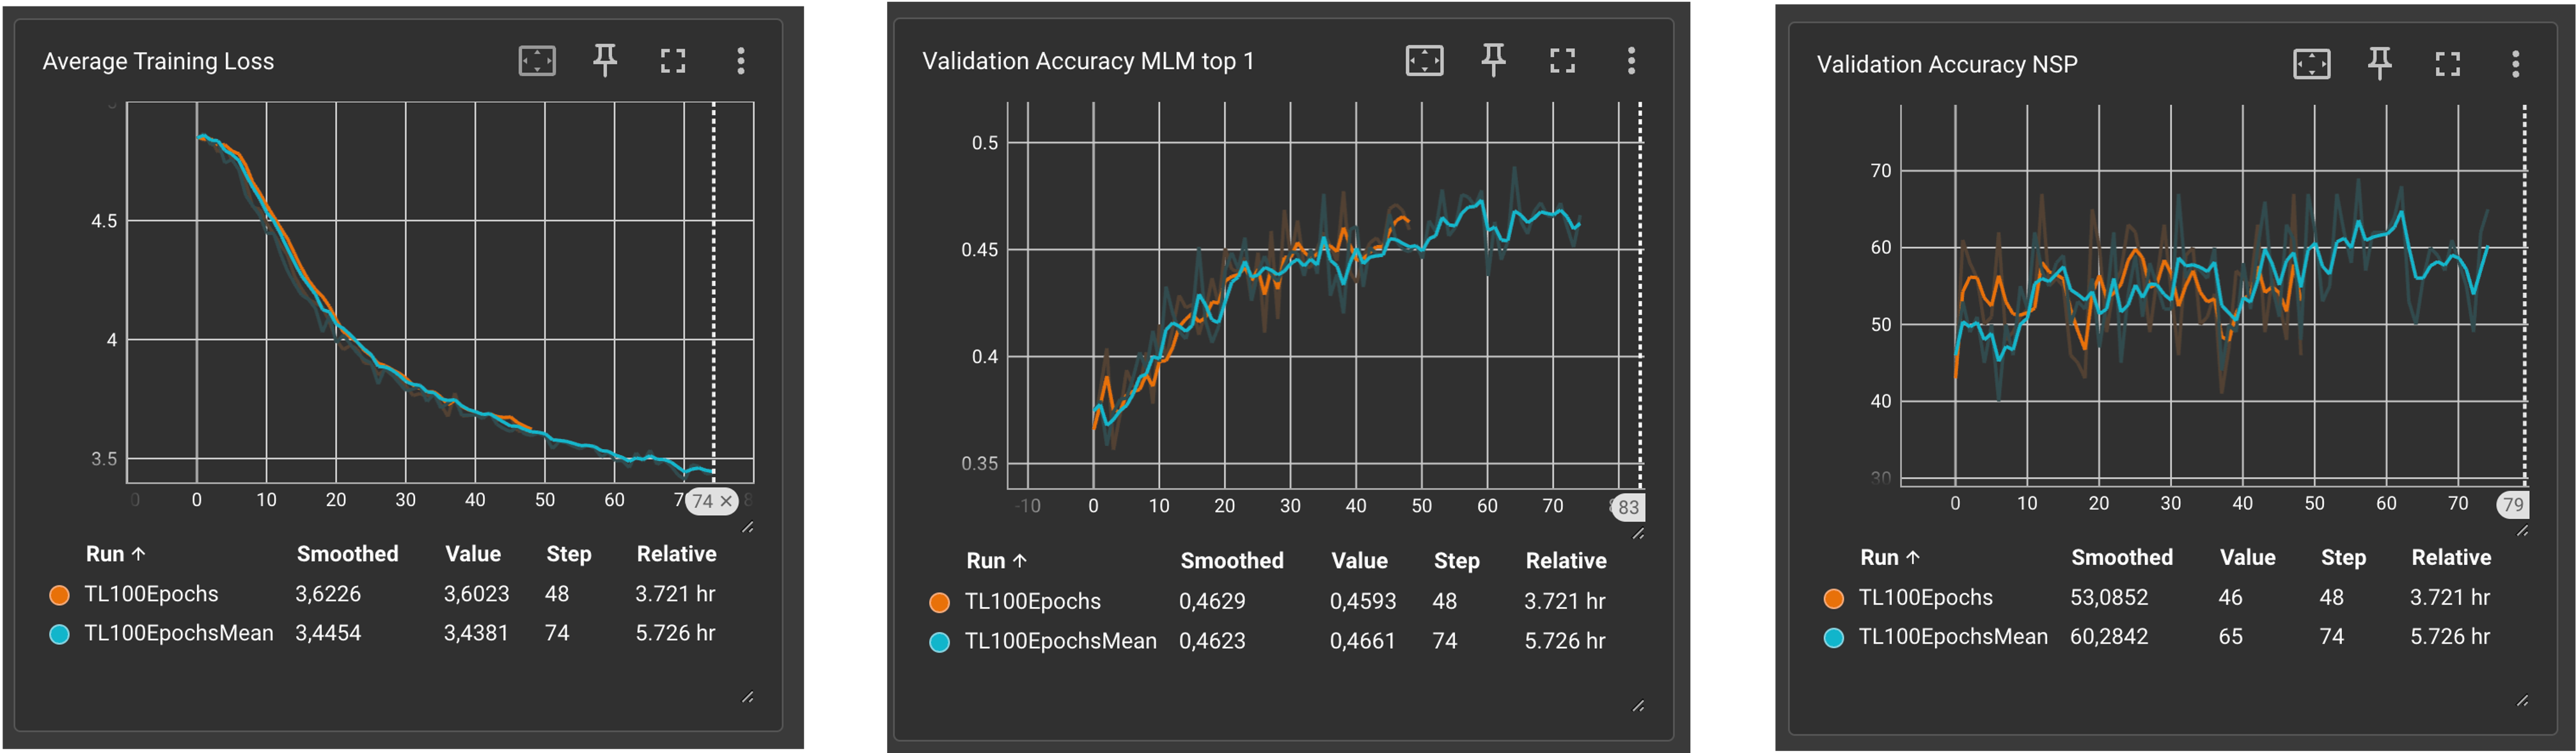 Average Training Loss
5
4.5
4
3.5
0 0 10 20 30 40 50 60 7 74 × 8
Run ↑ Smoothed Value Step Relative
TL100Epochs 3,6226 3,6023 48 3.721 hr
TL100EpochsMean 3,4454 3,4381 74 5.726 hr
Validation Accuracy MLM top 1
0.5
0.45
0.4
0.35
-10 0 10 20 30 40 50 60 70 83
Run ↑ Smoothed Value Step Relative
TL100Epochs 0,4629 0,4593 48 3.721 hr
TL100EpochsMean 0,4623 0,4661 74 5.726 hr
Validation Accuracy NSP
70
60
50
40
30
0 10 20 30 40 50 60 70 79
Run ↑ Smoothed Value Step Relative
TL100Epochs 53,0852 46 48 3.721 hr
TL100EpochsMean 60,2842 65 74 5.726 hr